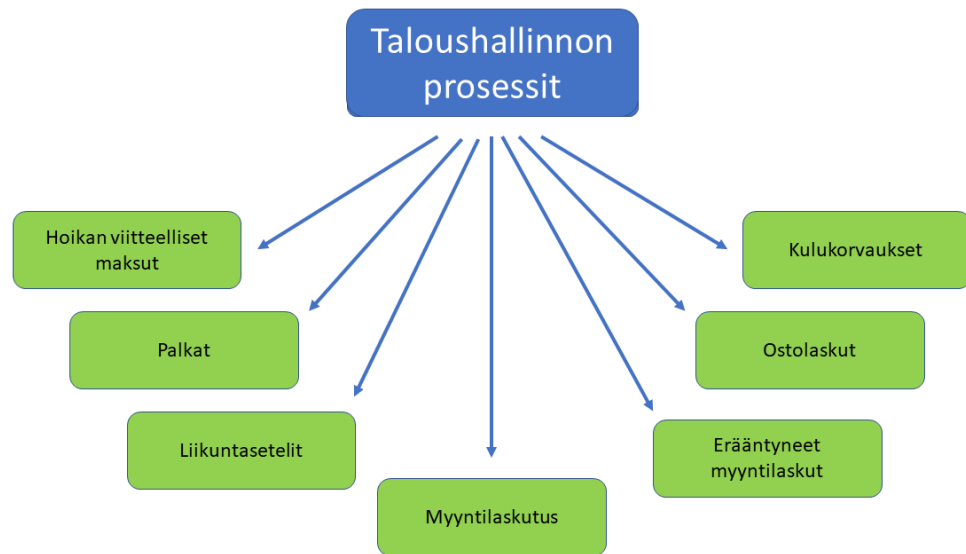 Taloushallinnon
prosessit
Hoikan viitteelliset
maksut
Kulukorvaukset
Palkat
Ostolaskut
Liikuntasetelit
Erääntyneet
myyntilaskut
Myyntilaskutus